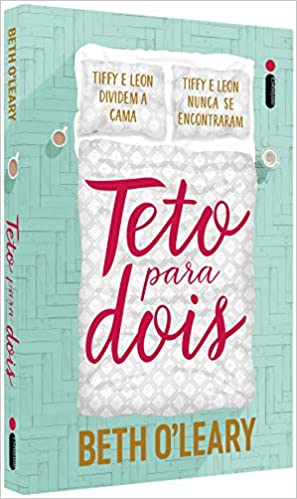 TIFFY E LEON
DIVIDEM A
CAMA
TIFFY E LEON
NUNCA SE
ENCONTRARAM
Teto
para
dois
BETH O'LEARY
BETH O'LEARY
Teto para dois